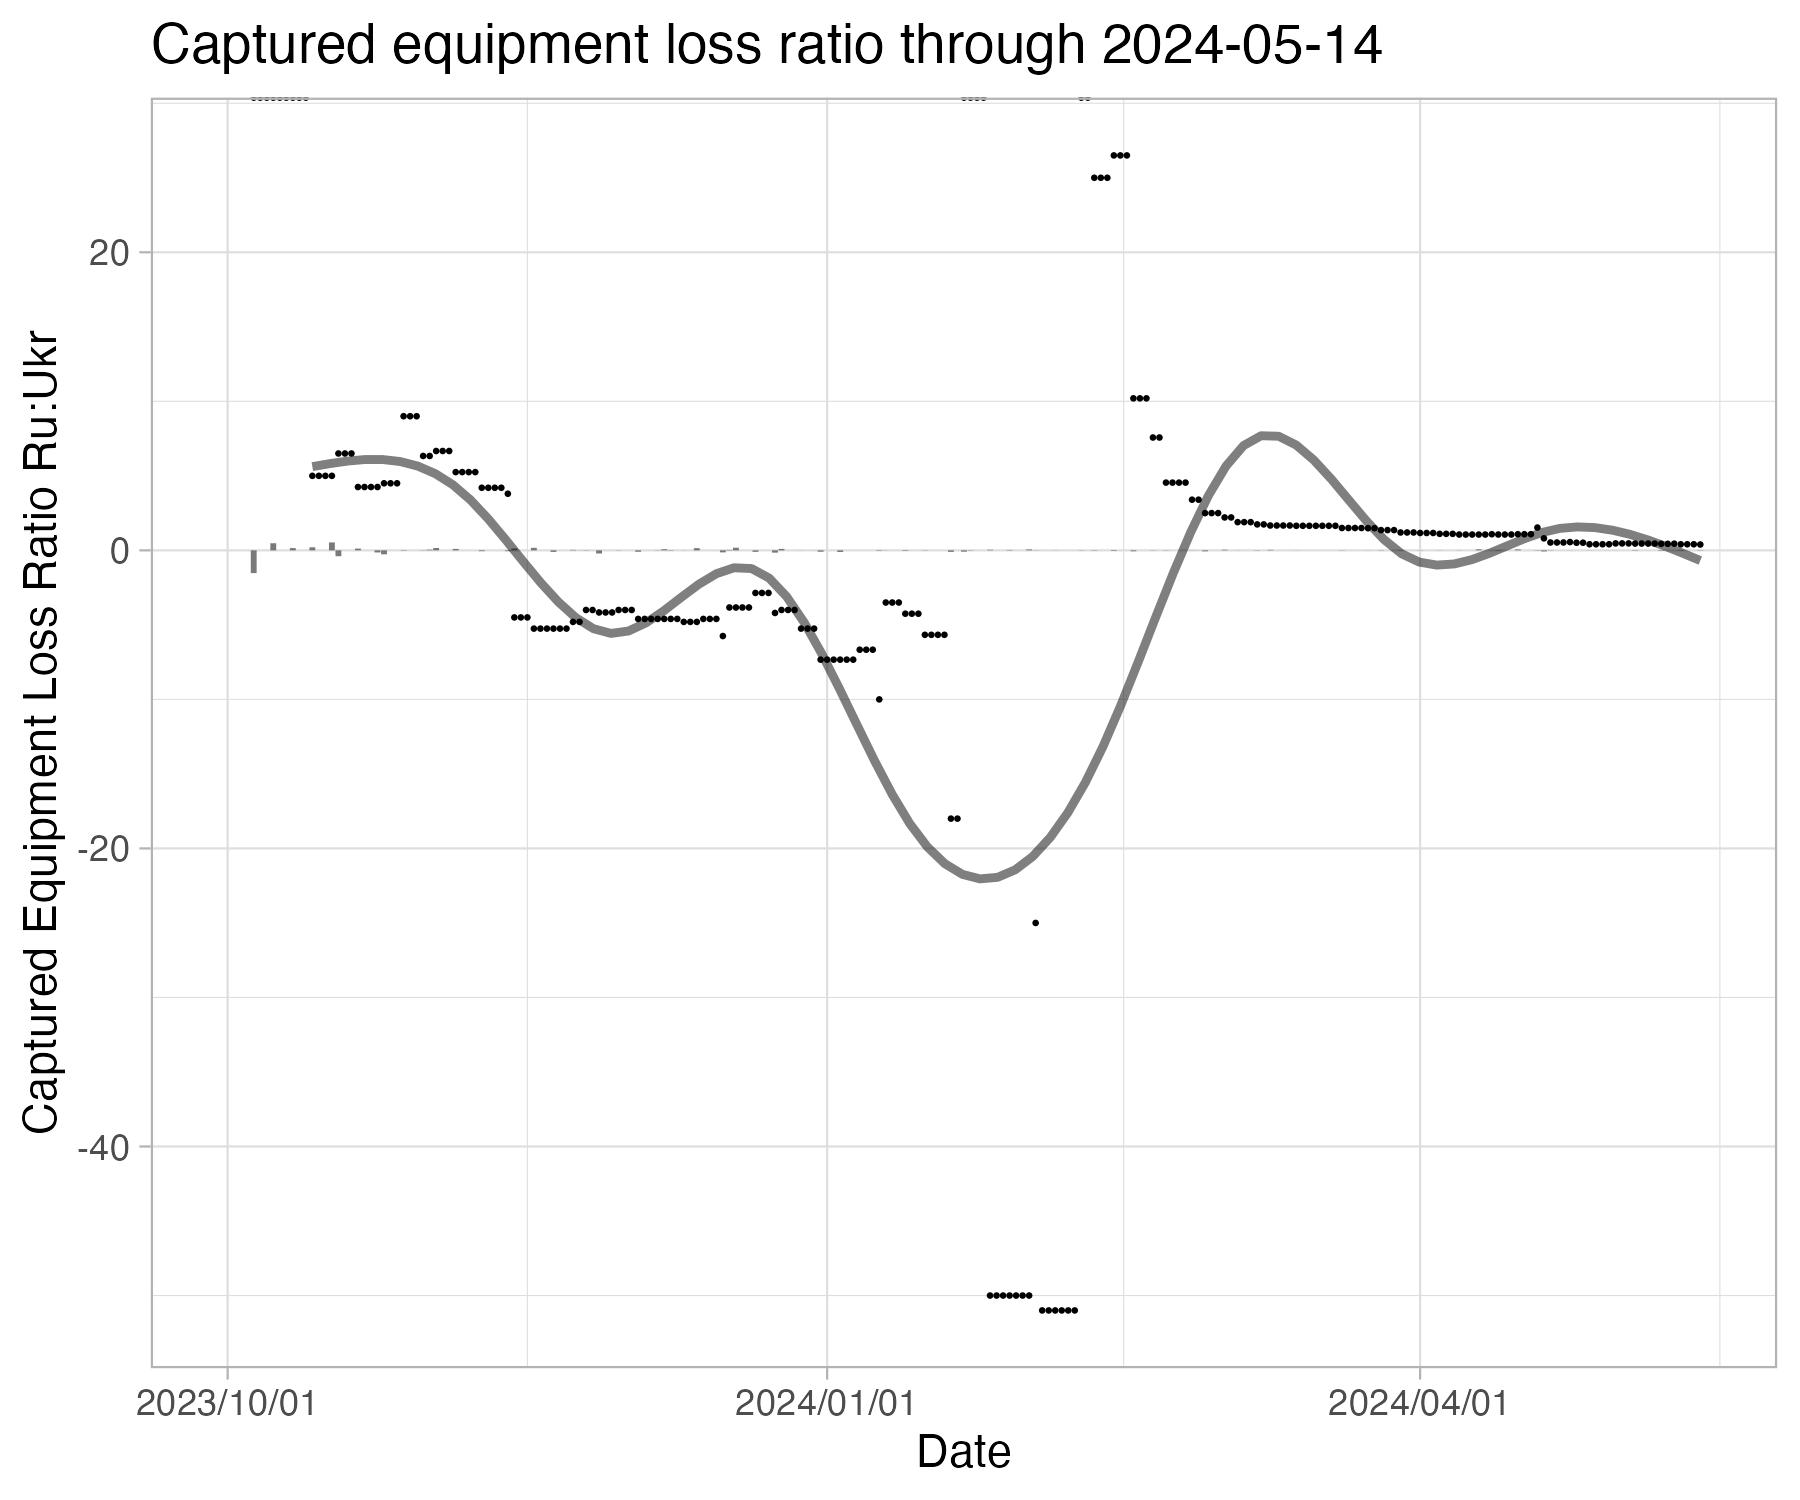 Captured equipment loss ratio through 2024-05-14
Captured Equipment Loss Ratio Ru:Ukr
20
0
-20
-40
2023/10/01
2024/01/01
2024/04/01
Date